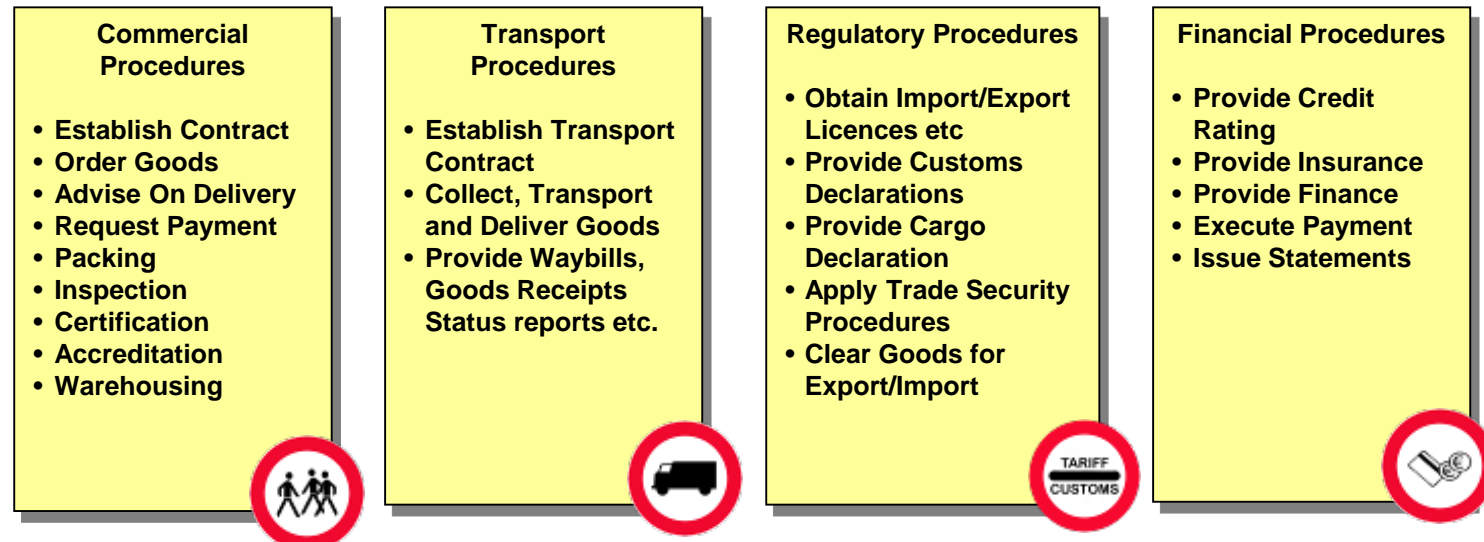 Commercial
Procedures
• Establish Contract
• Order Goods
• Advise On Delivery
• Request Payment
• Packing
• Inspection
• Certification
• Accreditation
• Warehousing
Transport
Procedures
• Establish Transport
Contract
• Collect, Transport
and Deliver Goods
• Provide Waybills,
Goods Receipts
Status reports etc.
Regulatory Procedures
• Obtain Import/Export
Licences etc
• Provide Customs
Declarations
• Provide Cargo
Declaration
• Apply Trade Security
Procedures
• Clear Goods for
Export/Import
TARIFF
CUSTOMS
Financial Procedures
• Provide Credit
Rating
• Provide Insurance
• Provide Finance
• Execute Payment
• Issue Statements